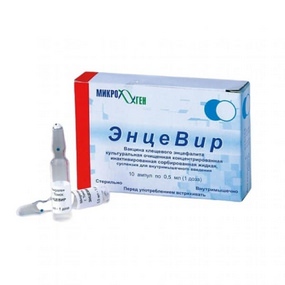 МИКРОГЕН
ЭнцеВир
Вакцина клещевого энцефалита
культуральная очищенная концентрированная
инактивированная сорбированная жидкая,
суспензия для внутримышечного введения
10 ампул по 0,5 мл (1 доза)
Стерильно
Внутримышечно
Перед употреблением встряхнуть